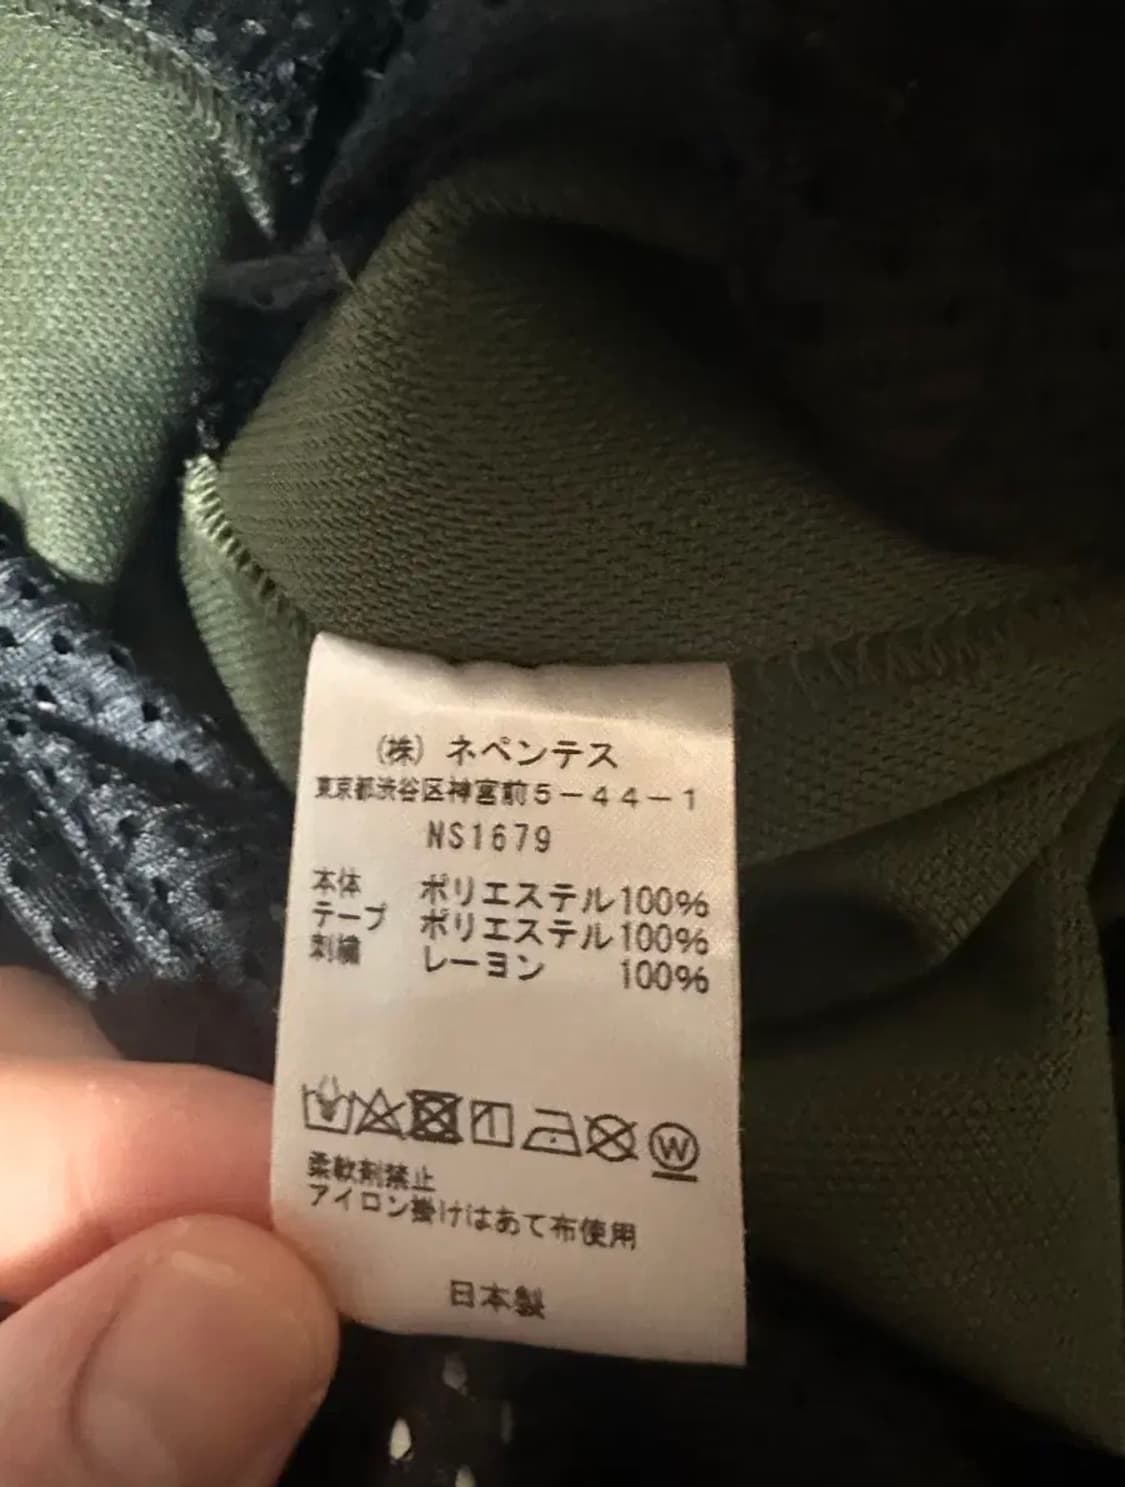 (株) ネペンテス
東京都渋谷区神宮前5-44-1
NS1679
本体 ポリエステル100%
テープ ポリエステル100%
刺繍 レーヨン 100%
W
柔軟剤禁止
アイロン掛けはあて布使用
日本製